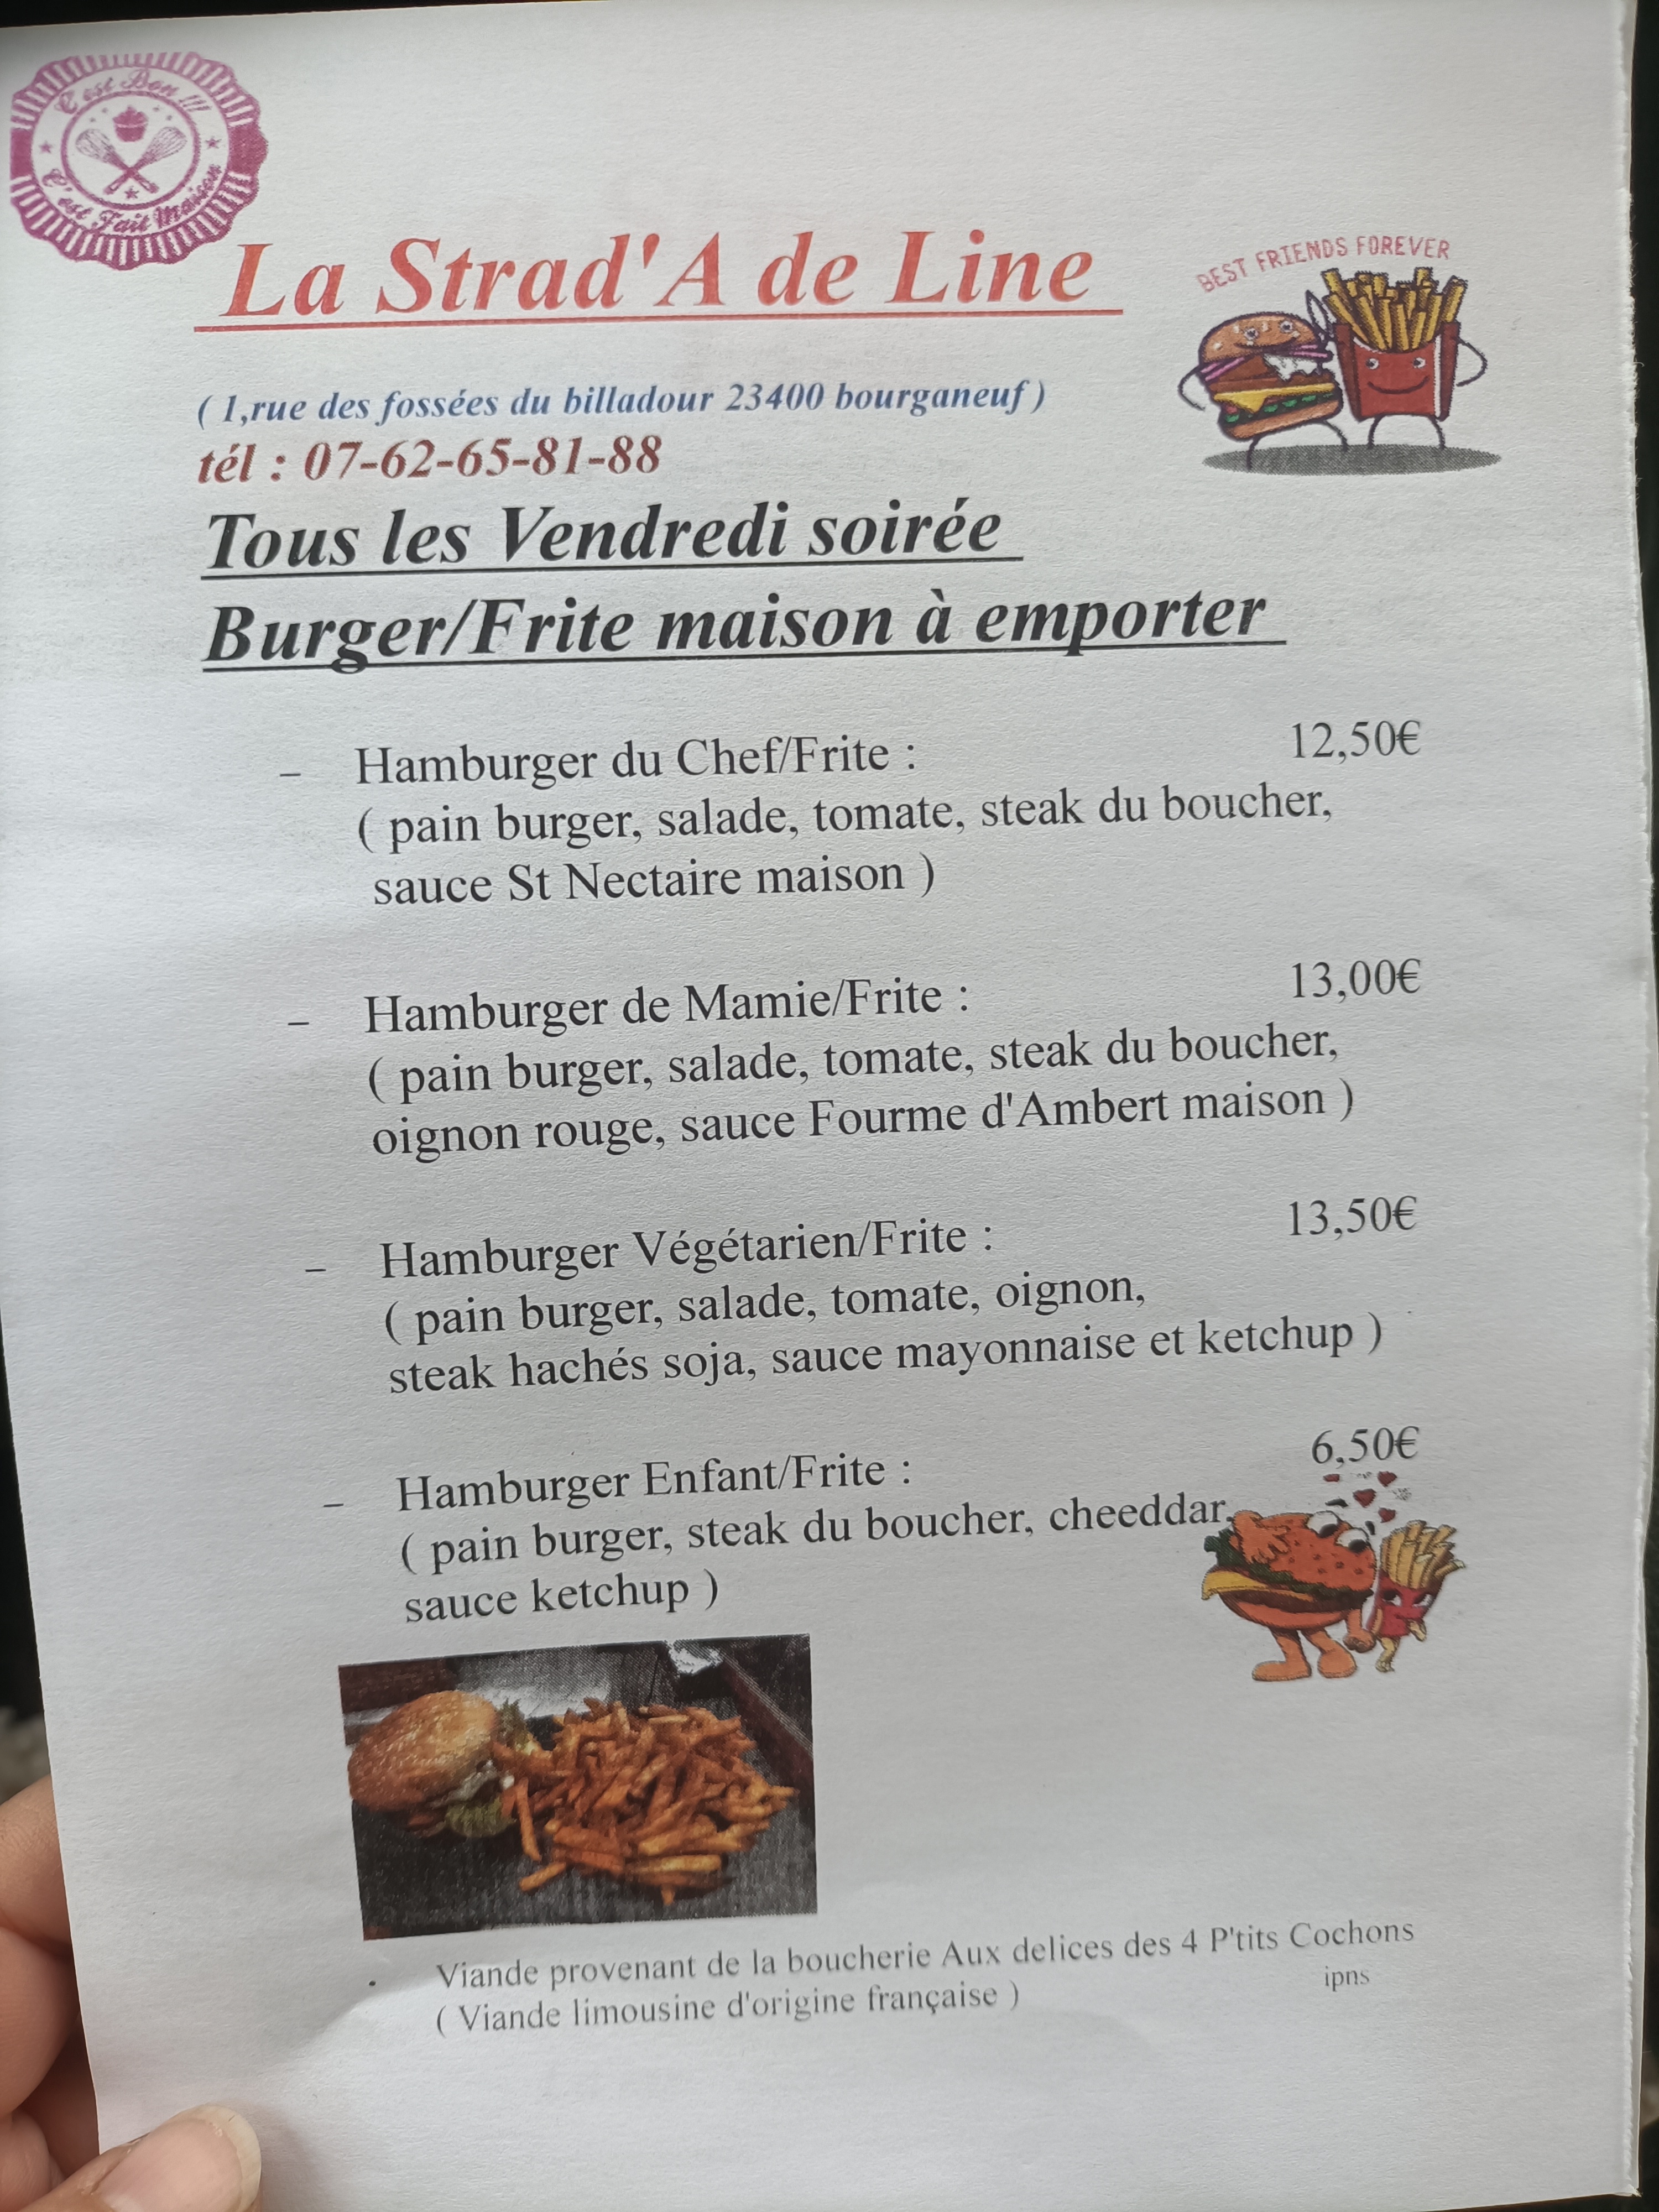 C'est Bon !!!
C'est Fait Maison
La Strad'A de Line
BEST FRIENDS FOREVER
( 1,rue des fossées du billadour 23400 bourganeuf )
tél : 07-62-65-81-88
Tous les Vendredi soirée
Burger/Frite maison à emporter
– Hamburger du Chef/Frite : 12,50€
( pain burger, salade, tomate, steak du boucher,
sauce St Nectaire maison )
– Hamburger de Mamie/Frite : 13,00€
( pain burger, salade, tomate, steak du boucher,
oignon rouge, sauce Fourme d'Ambert maison )
– Hamburger Végétarien/Frite : 13,50€
( pain burger, salade, tomate, oignon,
steak hachés soja, sauce mayonnaise et ketchup )
– Hamburger Enfant/Frite : 6,50€
( pain burger, steak du boucher, cheeddar,
sauce ketchup )
· Viande provenant de la boucherie Aux delices des 4 P'tits Cochons
( Viande limousine d'origine française ) ipns